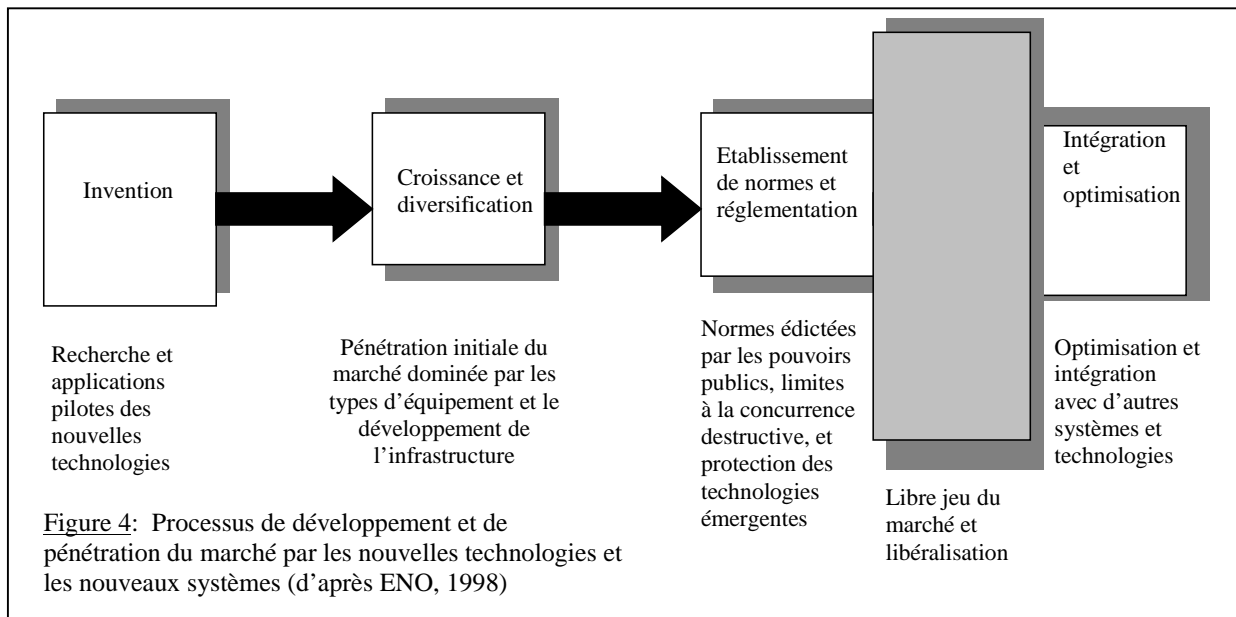 Invention
Croissance et
diversification
Etablissement
de normes et
réglementation
Intégration
et
optimisation
Recherche et
applications
pilotes des
nouvelles
technologies
Pénétration initiale du
marché dominée par les
types d’équipement et le
développement de
l’infrastructure
Normes édictées
par les pouvoirs
publics, limites
à la concurrence
destructive, et
protection des
technologies
émergentes
Libre jeu du
marché et
libéralisation
Optimisation et
intégration
avec d’autres
systèmes et
technologies
Figure 4:  Processus de développement et de
pénétration du marché par les nouvelles technologies et
les nouveaux systèmes (d’après ENO, 1998)